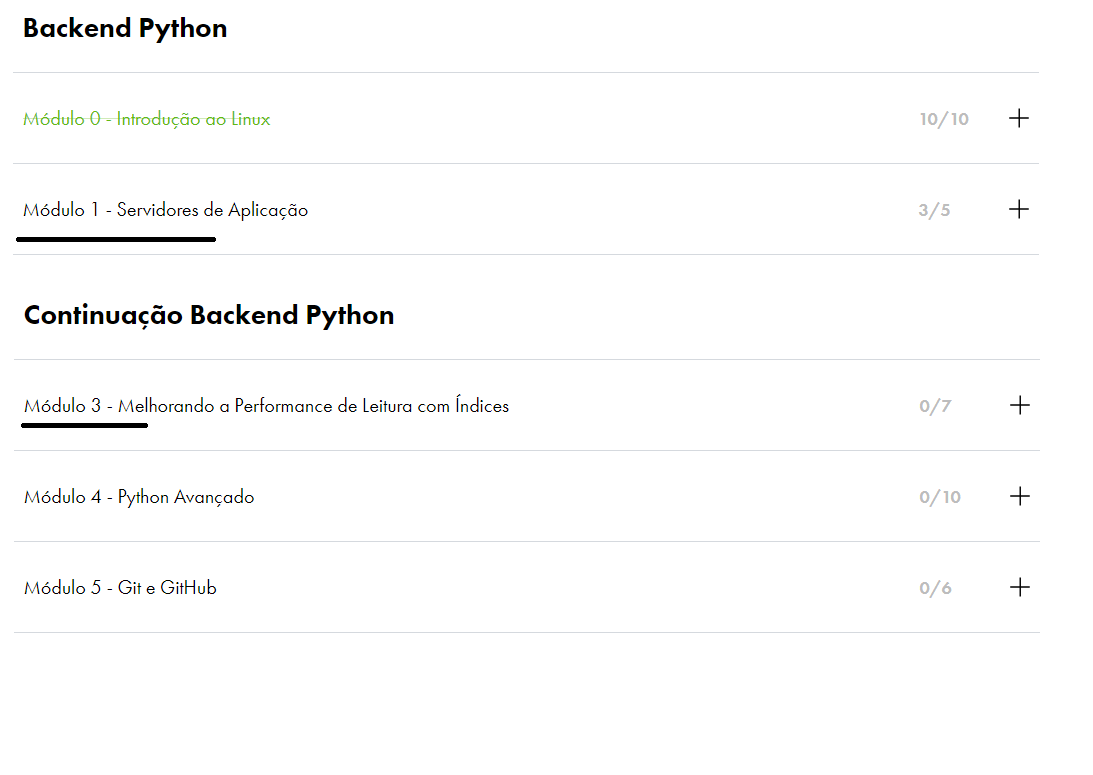 Backend Python
Módulo 0 - Introdução ao Linux 10/10 +
Módulo 1 - Servidores de Aplicação 3/5 +
Continuação Backend Python
Módulo 3 - Melhorando a Performance de Leitura com Índices 0/7 +
Módulo 4 - Python Avançado 0/10 +
Módulo 5 - Git e GitHub 0/6 +